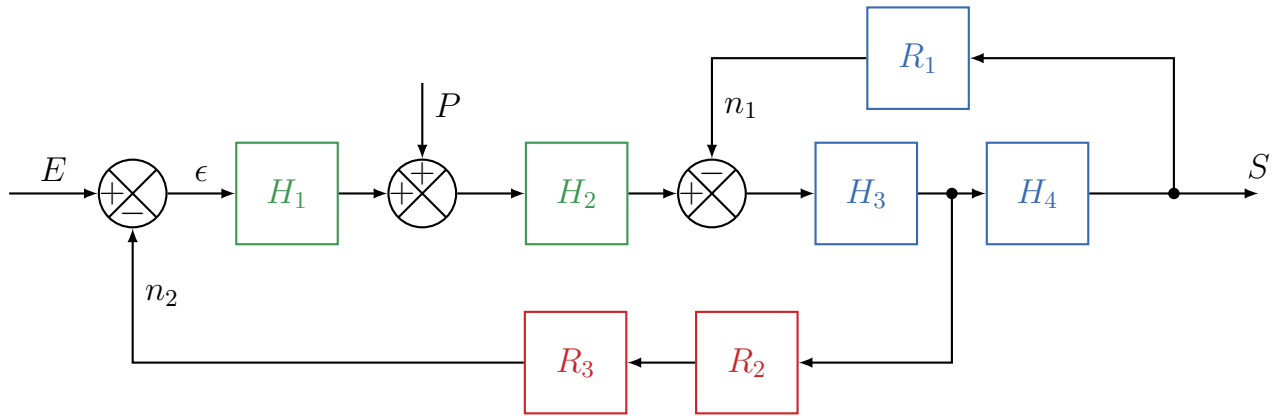 R₁
P
n₁
+
−
E
+
−
ϵ
H₁
+
H₂
+
H₃
H₄
S
n₂
R₃
R₂